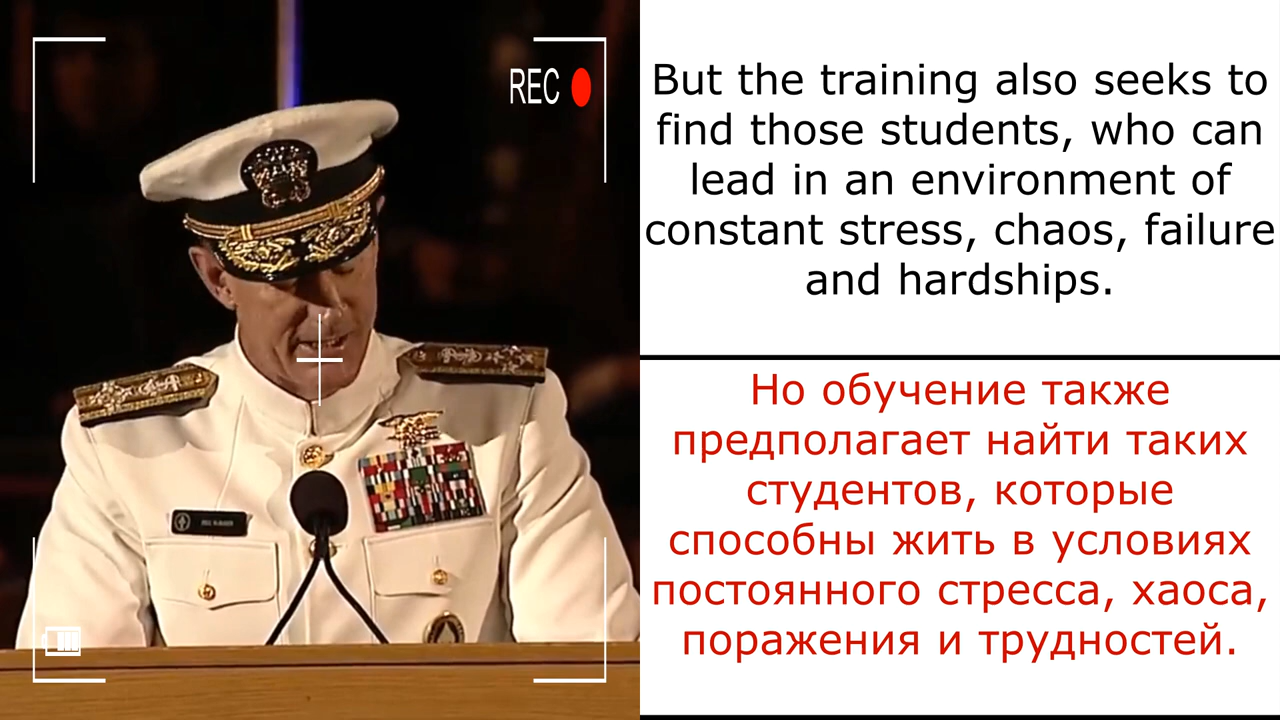 REC
But the training also seeks to
find those students, who can
lead in an environment of
constant stress, chaos, failure
and hardships.
Но обучение также
предполагает найти таких
студентов, которые
способны жить в условиях
постоянного стресса, хаоса,
поражения и трудностей.